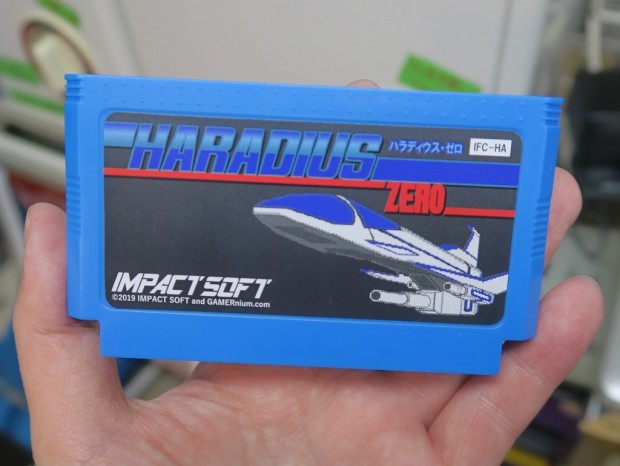 HARADIUS
ハラディウス・ゼロ
IFC-HA
ZERO
IMPACT SOFT
©2019 IMPACT SOFT and GAMERnium.com